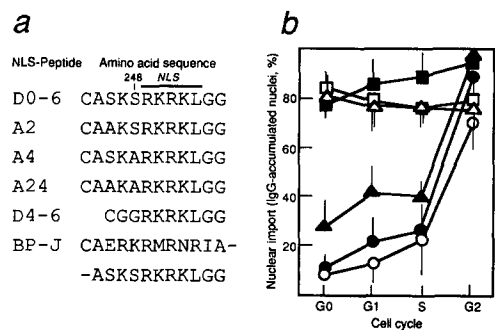 a
NLS-Peptide Amino acid sequence
248 NLS
D0-6 CASKSRKRKLGG
A2 CAAKSRKRKLGG
A4 CASKARKRKLGG
A24 CAAKARKRKLGG
D4-6 CGGRKRKLGG
BP-J CAERKRMRNRIA-
-ASKSRKRKLGG
b
Nuclear import (IgG-accumulated nuclei, %)
80
60
40
20
G0 G1 S G2
Cell cycle